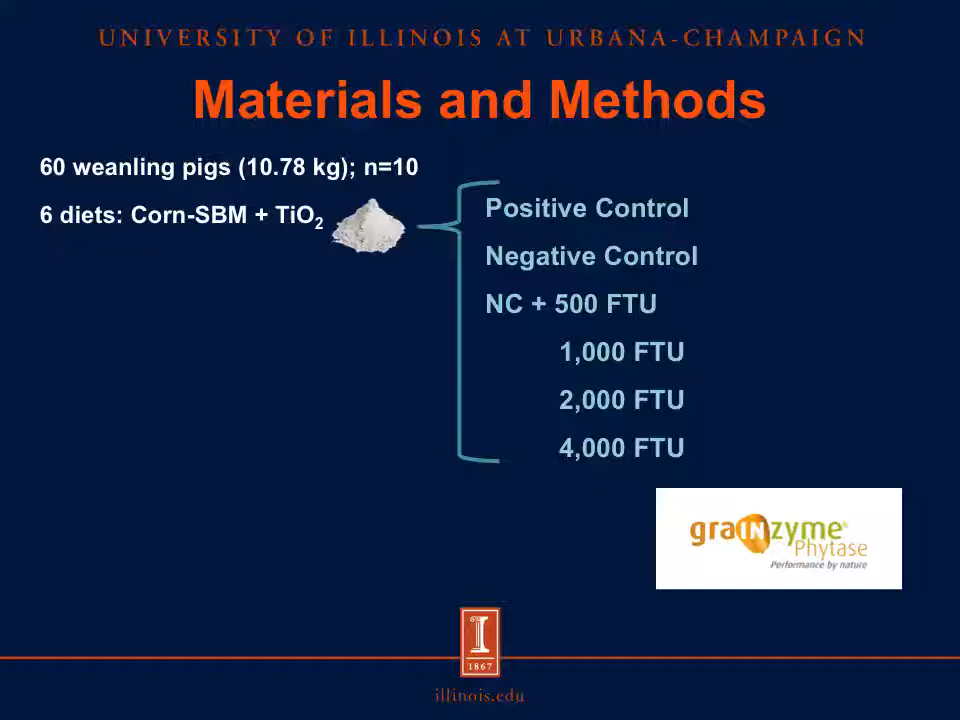 UNIVERSITY OF ILLINOIS AT URBANA-CHAMPAIGN
Materials and Methods
60 weanling pigs (10.78 kg); n=10
6 diets: Corn-SBM + TiO₂
Positive Control
Negative Control
NC + 500 FTU
1,000 FTU
2,000 FTU
4,000 FTU
graINzyme®
Phytase
Performance by nature
I
1867
illinois.edu